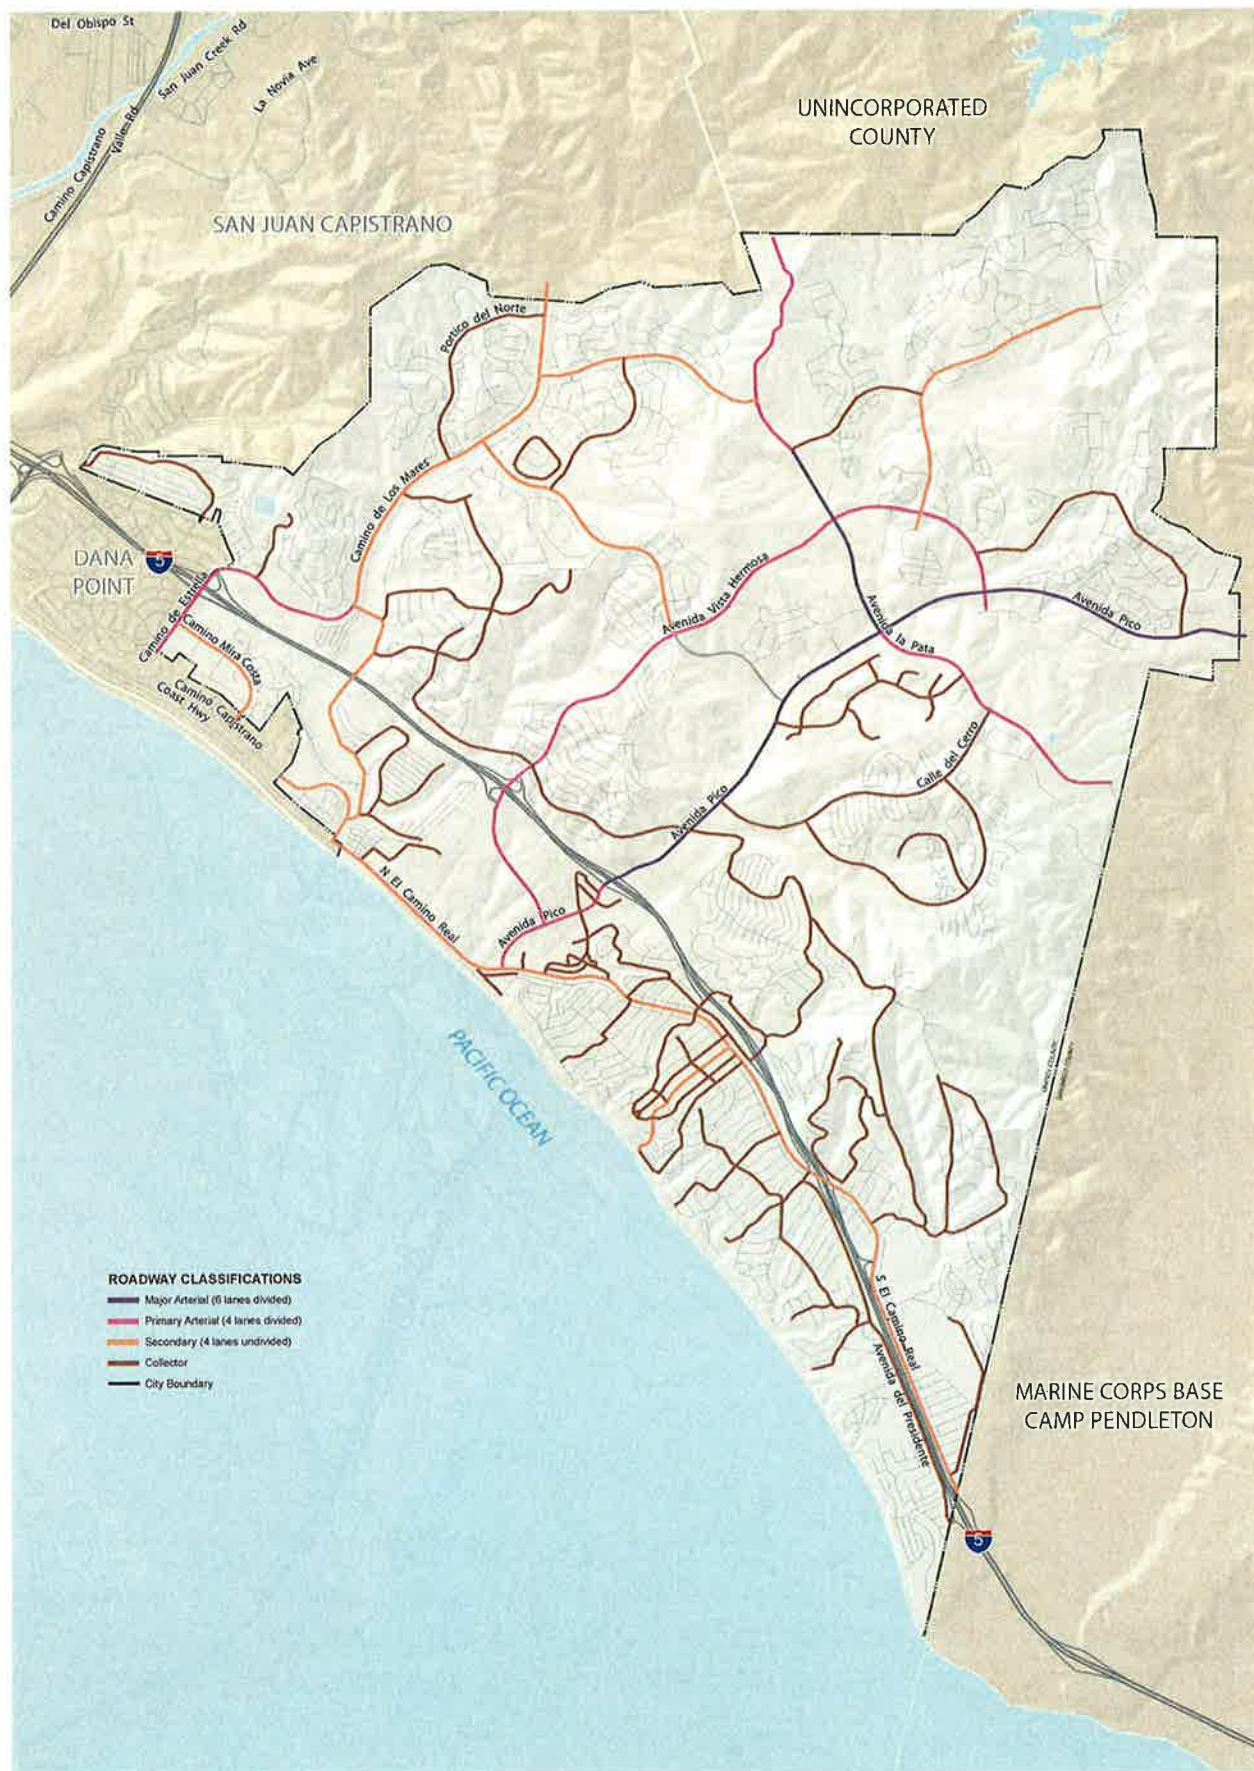 Del Obispo St
San Juan Creek Rd
La Novia Ave
Camino Capistrano
Valle Rd
UNINCORPORATED
COUNTY
SAN JUAN CAPISTRANO
Portico del Norte
Camino de Los Mares
DANA
POINT
5
Camino de Estrella
Camino Mira Costa
Camino Capistrano
Coast Hwy
Avenida Vista Hermosa
Avenida la Pata
Avenida Pico
Calle del Cerro
Avenida Pico
N El Camino Real
Avenida Pico
PACIFIC OCEAN
ROADWAY CLASSIFICATIONS
Major Arterial (6 lanes divided)
Primary Arterial (4 lanes divided)
Secondary (4 lanes undivided)
Collector
City Boundary
S El Camino Real
Avenida del Presidente
MARINE CORPS BASE
CAMP PENDLETON
5